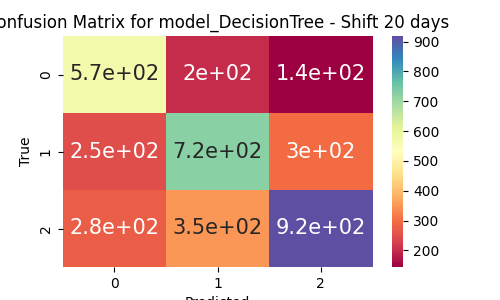 onfusion Matrix for model_DecisionTree - Shift 20 days
0 5.7e+02 2e+02 1.4e+02
True 1 2.5e+02 7.2e+02 3e+02
2 2.8e+02 3.5e+02 9.2e+02
0 1 2
Predicted
900
800
700
600
500
400
300
200